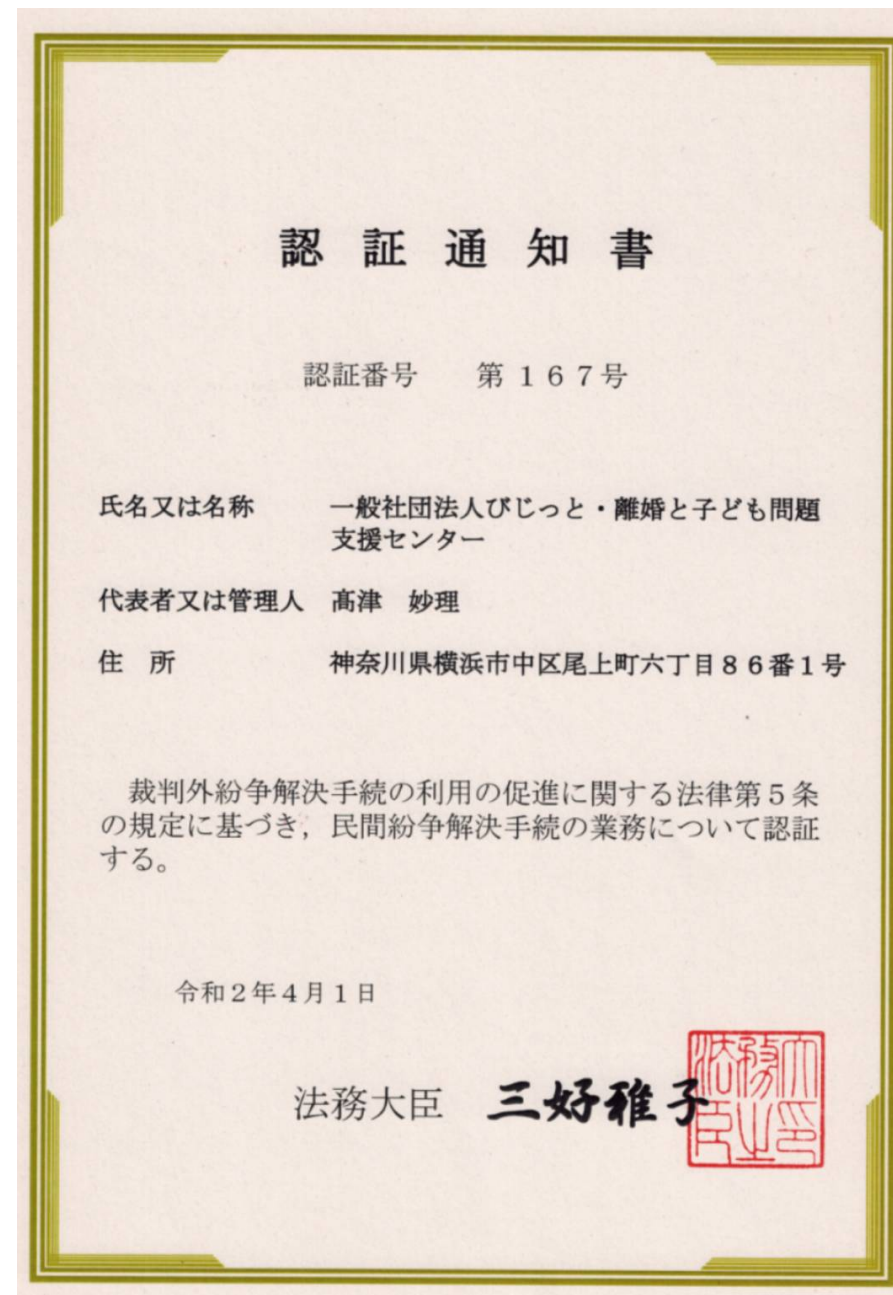 認証通知書
認証番号　第１６７号
氏名又は名称　一般社団法人びじっと・離婚と子ども問題
支援センター
代表者又は管理人　髙津　妙理
住　所　神奈川県横浜市中区尾上町六丁目８６番１号
裁判外紛争解決手続の利用の促進に関する法律第５条
の規定に基づき，民間紛争解決手続の業務について認証
する。
令和２年４月１日
法務大臣　三好雅子
法務大臣之印